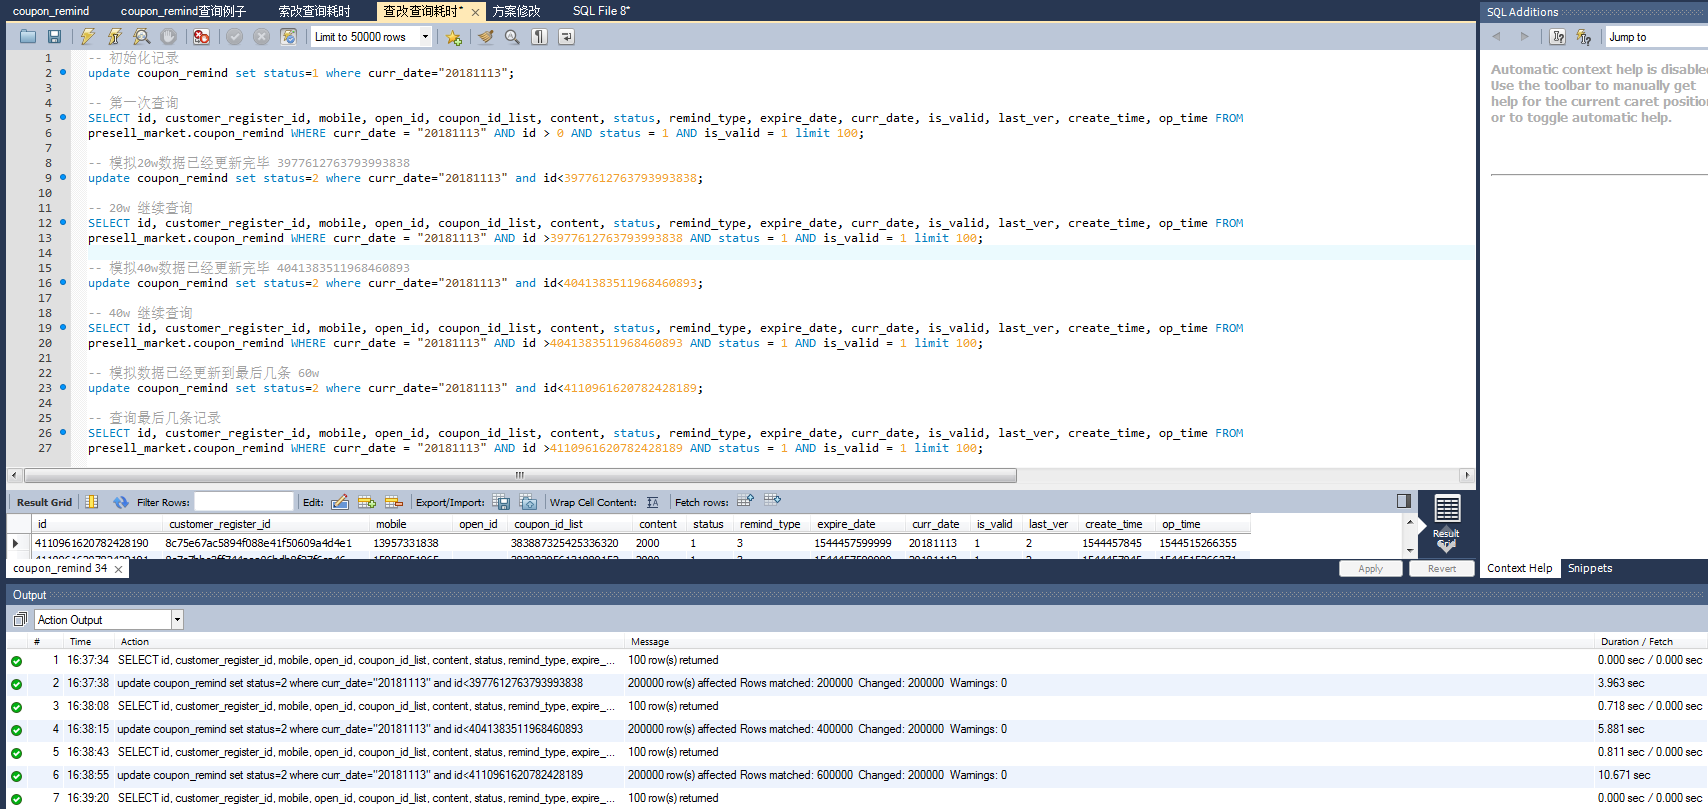 coupon_remind coupon_remind查询例子 索改查询耗时 查改查询耗时* × 方案修改 SQL File 8*
Limit to 50000 rows
1 -- 初始化记录
2 update coupon_remind set status=1 where curr_date="20181113";
3
4 -- 第一次查询
5 SELECT id, customer_register_id, mobile, open_id, coupon_id_list, content, status, remind_type, expire_date, curr_date, is_valid, last_ver, create_time, op_time FROM
6 presell_market.coupon_remind WHERE curr_date = "20181113" AND id > 0 AND status = 1 AND is_valid = 1 limit 100;
7
8 -- 模拟20w数据已经更新完毕 3977612763793993838
9 update coupon_remind set status=2 where curr_date="20181113" and id<3977612763793993838;
10
11 -- 20w 继续查询
12 SELECT id, customer_register_id, mobile, open_id, coupon_id_list, content, status, remind_type, expire_date, curr_date, is_valid, last_ver, create_time, op_time FROM
13 presell_market.coupon_remind WHERE curr_date = "20181113" AND id >3977612763793993838 AND status = 1 AND is_valid = 1 limit 100;
14
15 -- 模拟40w数据已经更新完毕 4041383511968460893
16 update coupon_remind set status=2 where curr_date="20181113" and id<4041383511968460893;
17
18 -- 40w 继续查询
19 SELECT id, customer_register_id, mobile, open_id, coupon_id_list, content, status, remind_type, expire_date, curr_date, is_valid, last_ver, create_time, op_time FROM
20 presell_market.coupon_remind WHERE curr_date = "20181113" AND id >4041383511968460893 AND status = 1 AND is_valid = 1 limit 100;
21
22 -- 模拟数据已经更新到最后几条 60w
23 update coupon_remind set status=2 where curr_date="20181113" and id<4110961620782428189;
24
25 -- 查询最后几条记录
26 SELECT id, customer_register_id, mobile, open_id, coupon_id_list, content, status, remind_type, expire_date, curr_date, is_valid, last_ver, create_time, op_time FROM
27 presell_market.coupon_remind WHERE curr_date = "20181113" AND id >4110961620782428189 AND status = 1 AND is_valid = 1 limit 100;
SQL Additions
Jump to
Automatic context help is disabled
Use the toolbar to manually get
help for the current caret position
or to toggle automatic help.
Result Grid Filter Rows: Edit: Export/Import: Wrap Cell Content: Fetch rows:
id customer_register_id mobile open_id coupon_id_list content status remind_type expire_date curr_date is_valid last_ver create_time op_time
4110961620782428190 8c75e67ac5894f088e41f50609a4d4e1 13957331838 383887325425336320 2000 1 3 1544457599999 20181113 1 2 1544457845 1544515266355
Result
Grid
coupon_remind 34 ×
Apply Revert
Context Help Snippets
Output
Action Output
# Time Action Message Duration / Fetch
1 16:37:34 SELECT id, customer_register_id, mobile, open_id, coupon_id_list, content, status, remind_type, expire_... 100 row(s) returned 0.000 sec / 0.000 sec
2 16:37:38 update coupon_remind set status=2 where curr_date="20181113" and id<3977612763793993838 200000 row(s) affected Rows matched: 200000 Changed: 200000 Warnings: 0 3.963 sec
3 16:38:08 SELECT id, customer_register_id, mobile, open_id, coupon_id_list, content, status, remind_type, expire_... 100 row(s) returned 0.718 sec / 0.000 sec
4 16:38:15 update coupon_remind set status=2 where curr_date="20181113" and id<4041383511968460893 200000 row(s) affected Rows matched: 400000 Changed: 200000 Warnings: 0 5.881 sec
5 16:38:43 SELECT id, customer_register_id, mobile, open_id, coupon_id_list, content, status, remind_type, expire_... 100 row(s) returned 0.811 sec / 0.000 sec
6 16:38:55 update coupon_remind set status=2 where curr_date="20181113" and id<4110961620782428189 200000 row(s) affected Rows matched: 600000 Changed: 200000 Warnings: 0 10.671 sec
7 16:39:20 SELECT id, customer_register_id, mobile, open_id, coupon_id_list, content, status, remind_type, expire_... 100 row(s) returned 0.000 sec / 0.000 sec